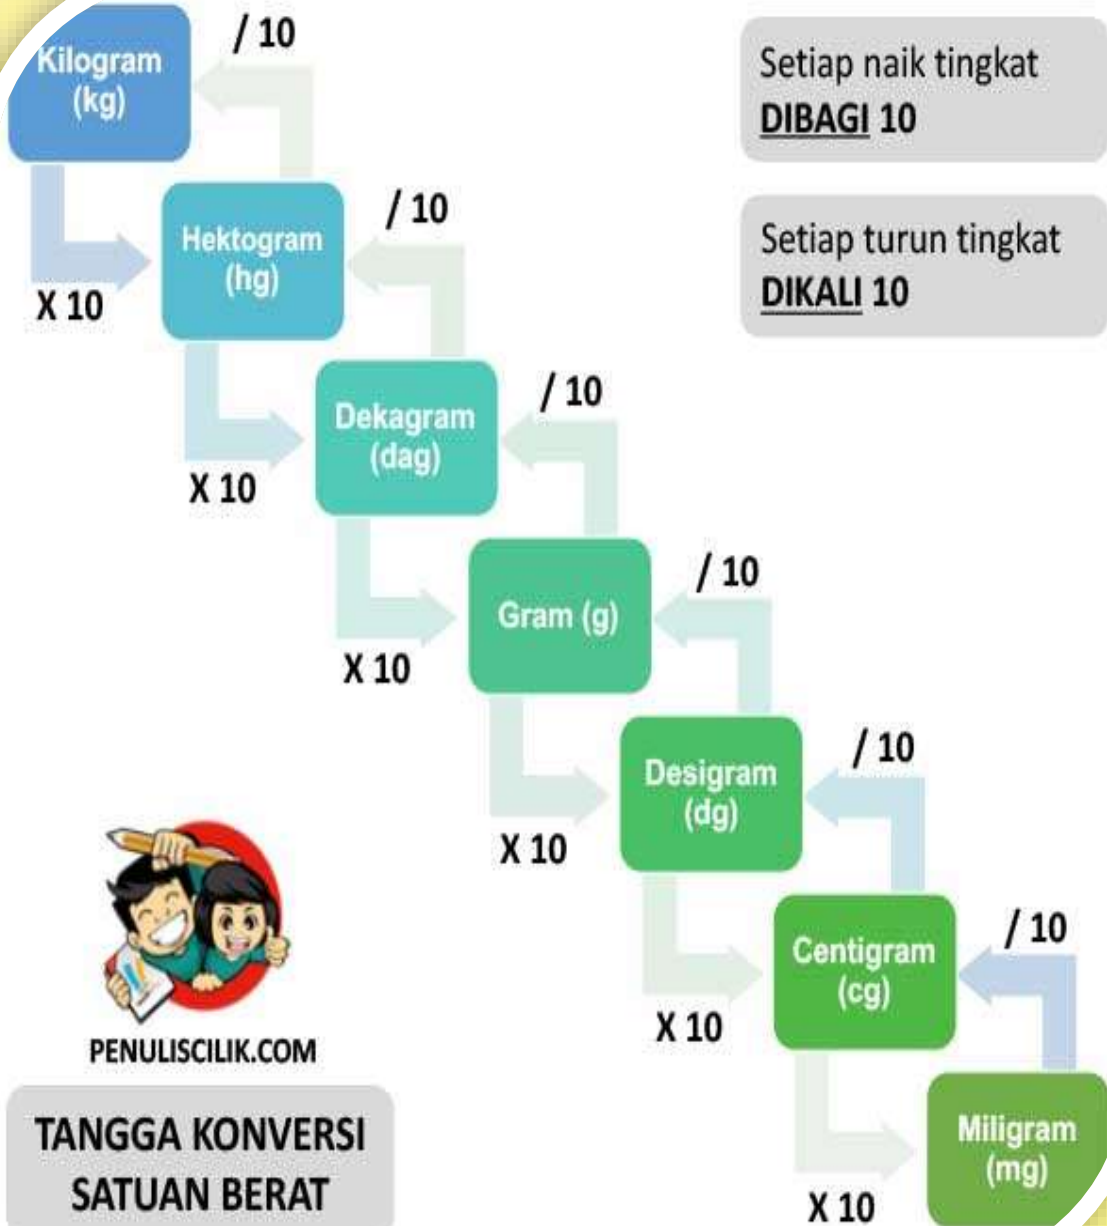 Kilogram
(kg)
/ 10
Setiap naik tingkat
DIBAGI 10
X 10
Hektogram
(hg)
/ 10
Setiap turun tingkat
DIKALI 10
X 10
Dekagram
(dag)
/ 10
X 10
Gram (g)
/ 10
X 10
Desigram
(dg)
/ 10
X 10
Centigram
(cg)
/ 10
X 10
Miligram
(mg)
PENULISCILIK.COM
TANGGA KONVERSI
SATUAN BERAT